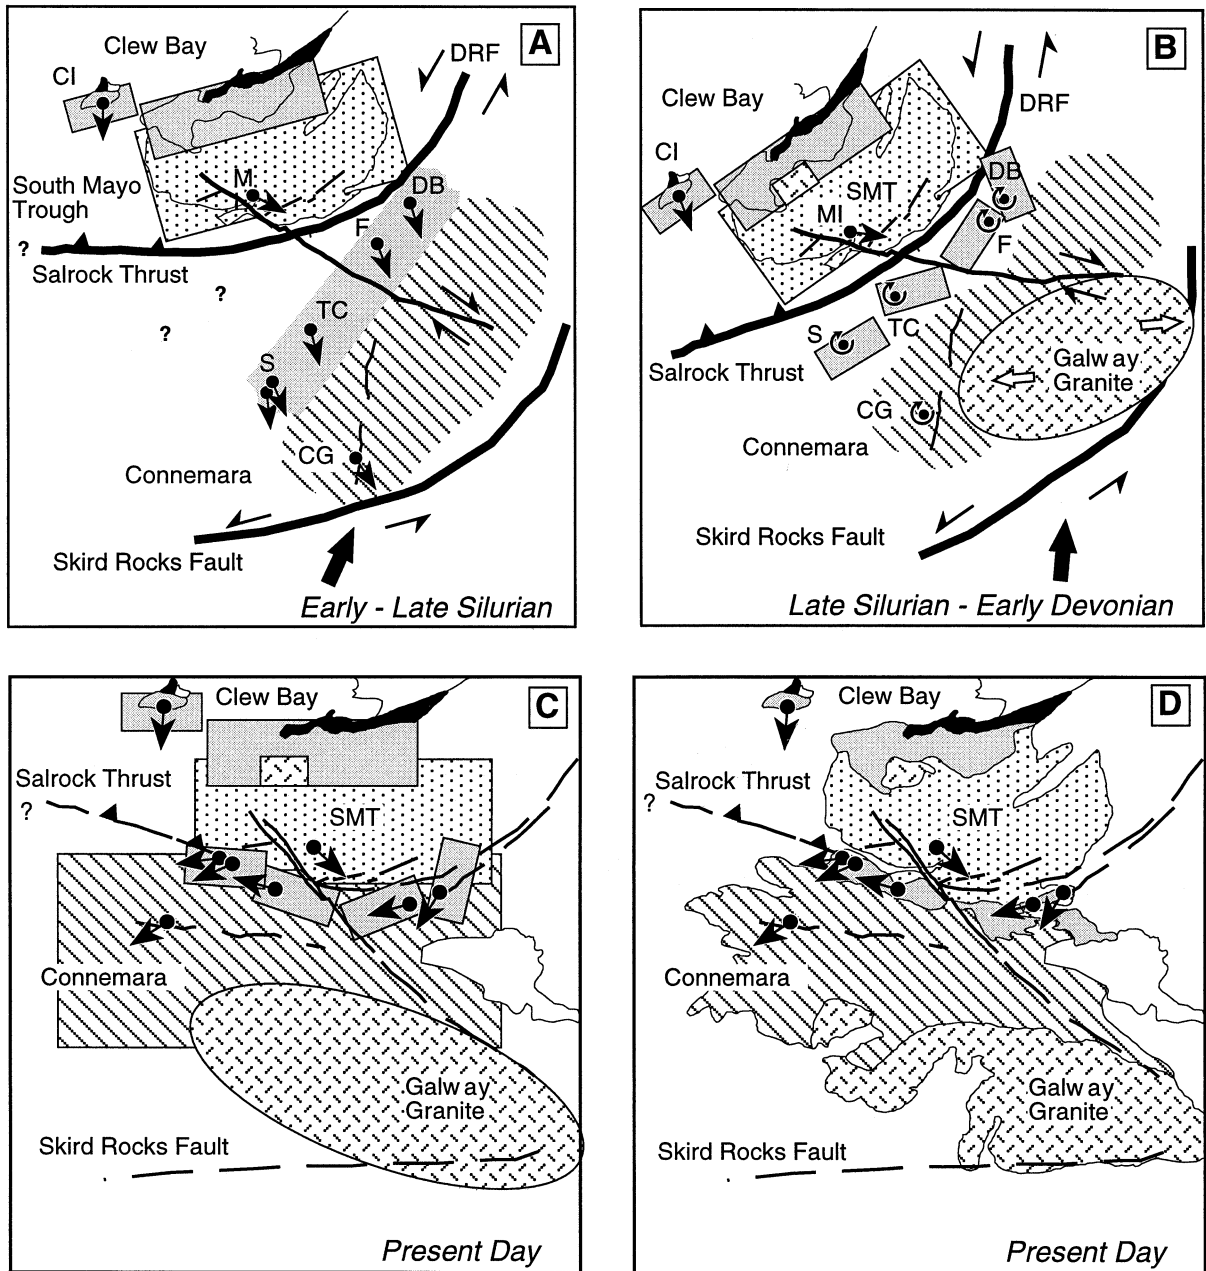 A
Clew Bay
DRF
CI
South Mayo
Trough
MI
DB
F
?
Salrock Thrust
?
?
TC
S
CG
Connemara
Skird Rocks Fault
Early - Late Silurian
B
DRF
Clew Bay
CI
SMT
MI
DB
F
TC
S
Salrock Thrust
Galway
Granite
CG
Connemara
Skird Rocks Fault
Late Silurian - Early Devonian
C
Clew Bay
Salrock Thrust
?
SMT
Connemara
Galway
Granite
Skird Rocks Fault
Present Day
D
Clew Bay
Salrock Thrust
?
SMT
Connemara
Galway
Granite
Skird Rocks Fault
Present Day